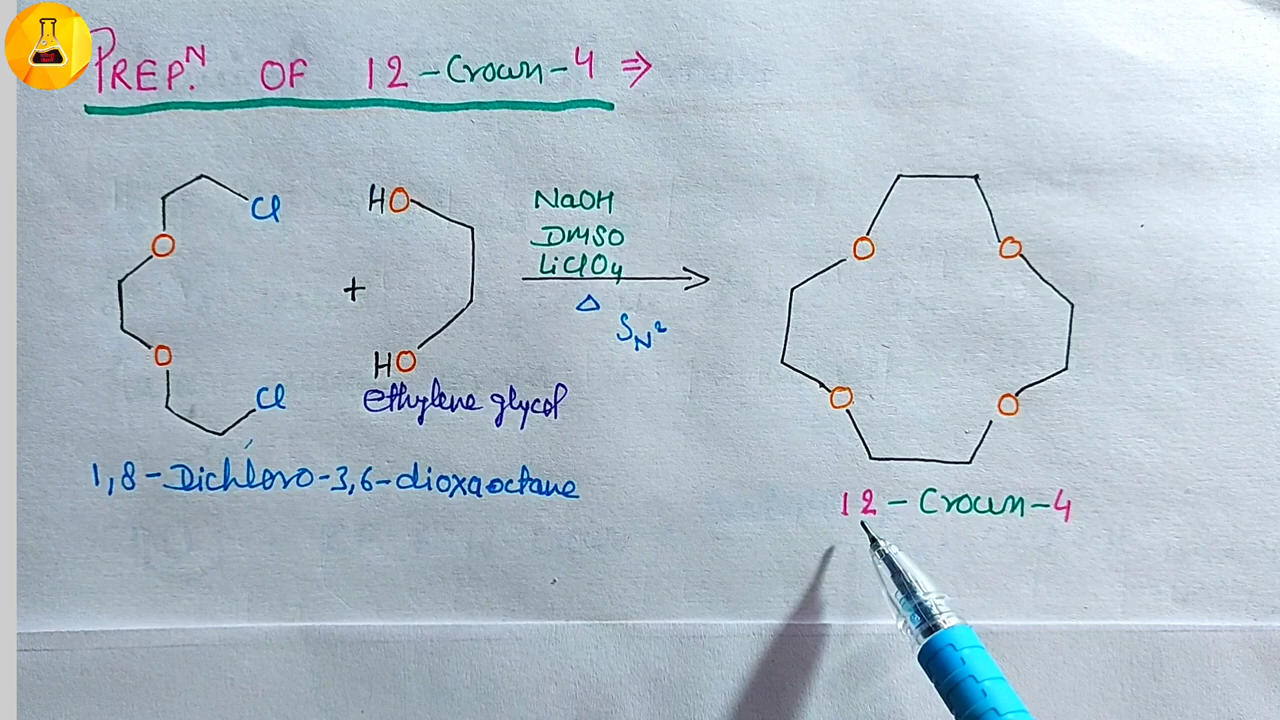 PREPᴺ. OF 12-Crown-4 ⇒
Cl
O
O
Cl
1,8-Dichloro-3,6-dioxaoctane
+
HO
HO
ethylene glycol
NaOH
DMSO
LiClO₄
Δ
SN²
O
O
O
O
12-Crown-4